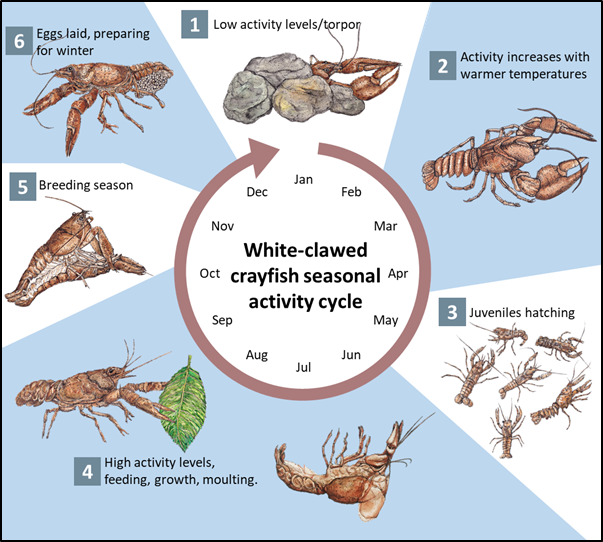 1
Low activity levels/torpor
2
Activity increases with
warmer temperatures
3
Juveniles hatching
4
High activity levels,
feeding, growth, moulting.
5
Breeding season
6
Eggs laid, preparing
for winter
Jan
Feb
Mar
Apr
May
Jun
Jul
Aug
Sep
Oct
Nov
Dec
White-clawed
crayfish seasonal
activity cycle